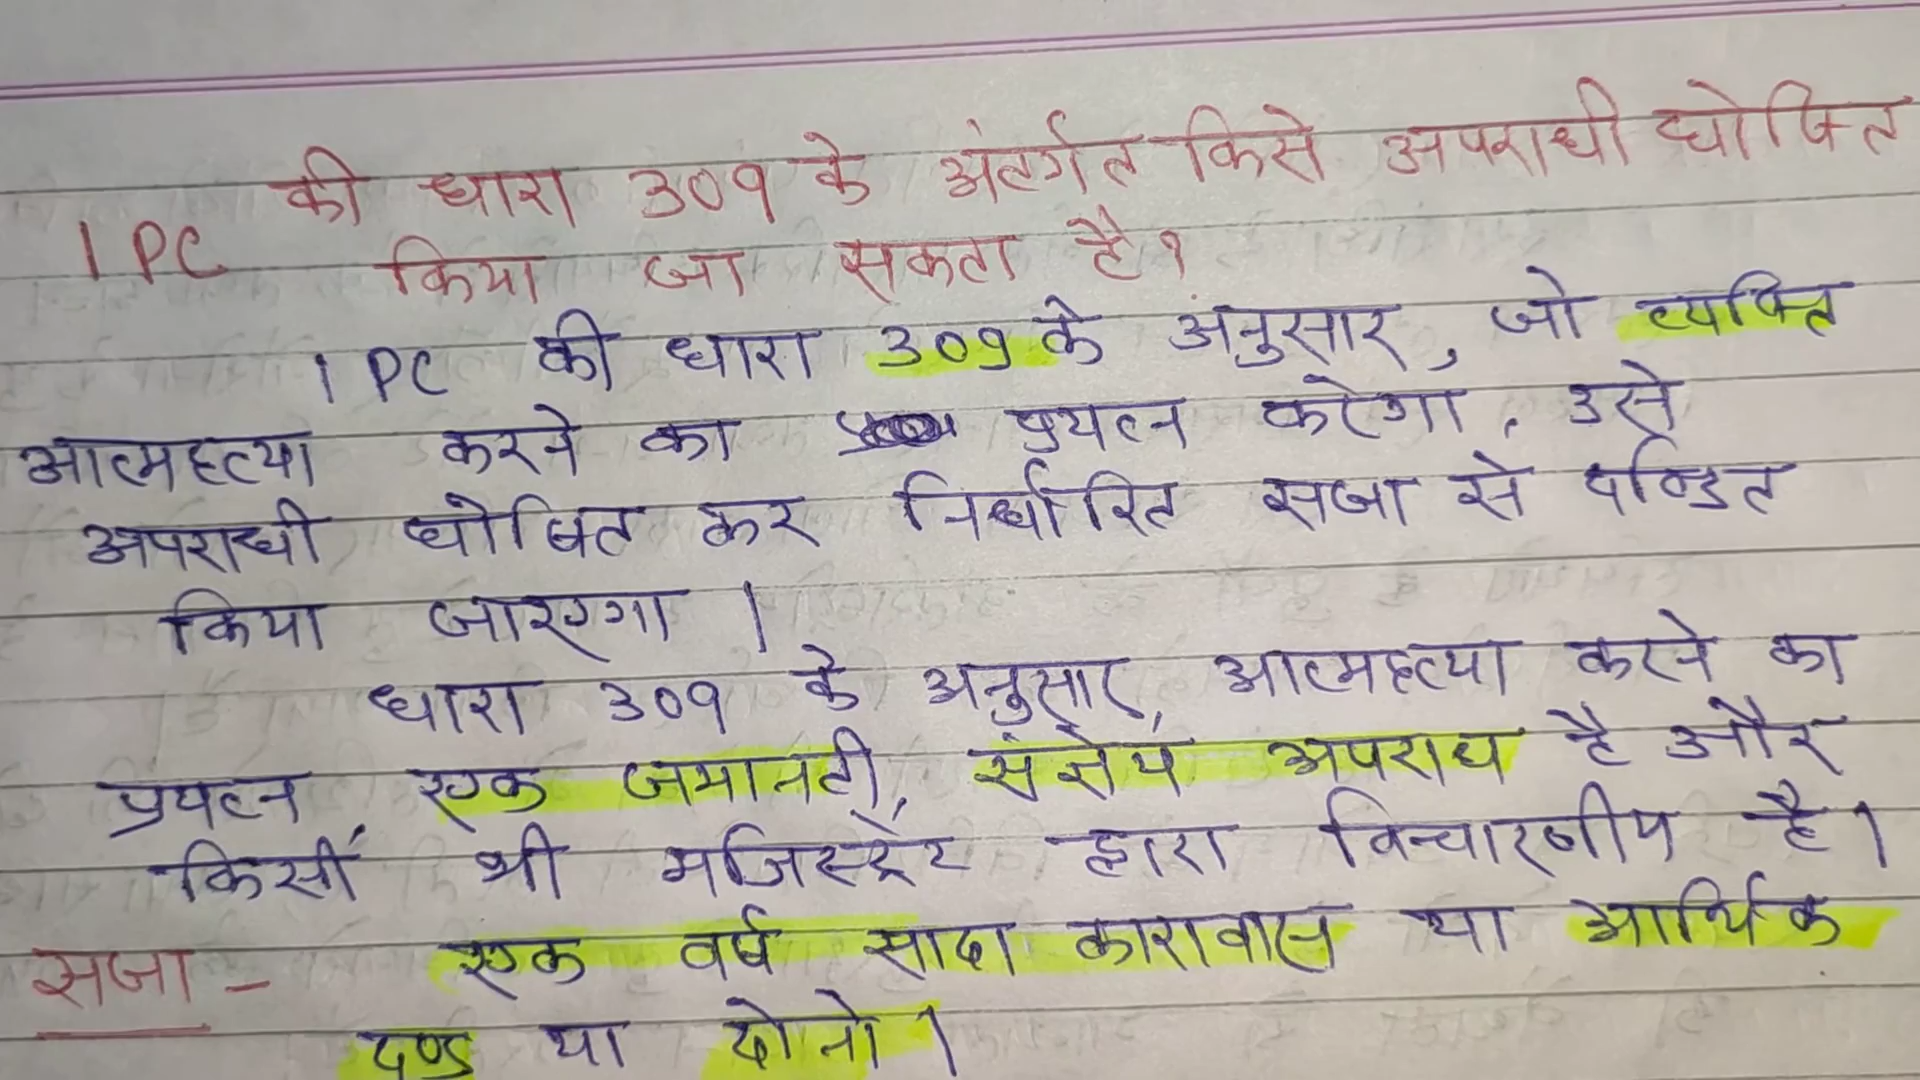 IPC की धारा 309 के अंतर्गत किसे अपराधी घोषित
किया जा सकता है?
IPC की धारा 309 के अनुसार, जो व्यक्ति
आत्महत्या करने का प्रयत्न करेगा, उसे
अपराधी घोषित कर निर्धारित सजा से दण्डित
किया जाएगा।
धारा 309 के अनुसार, आत्महत्या करने का
प्रयत्न एक जमानती, संज्ञेय अपराध है और
किसी भी मजिस्ट्रेट द्वारा विचारणीय है।
सजा - एक वर्ष सादा कारावास या आर्थिक
दण्ड या दोनो।